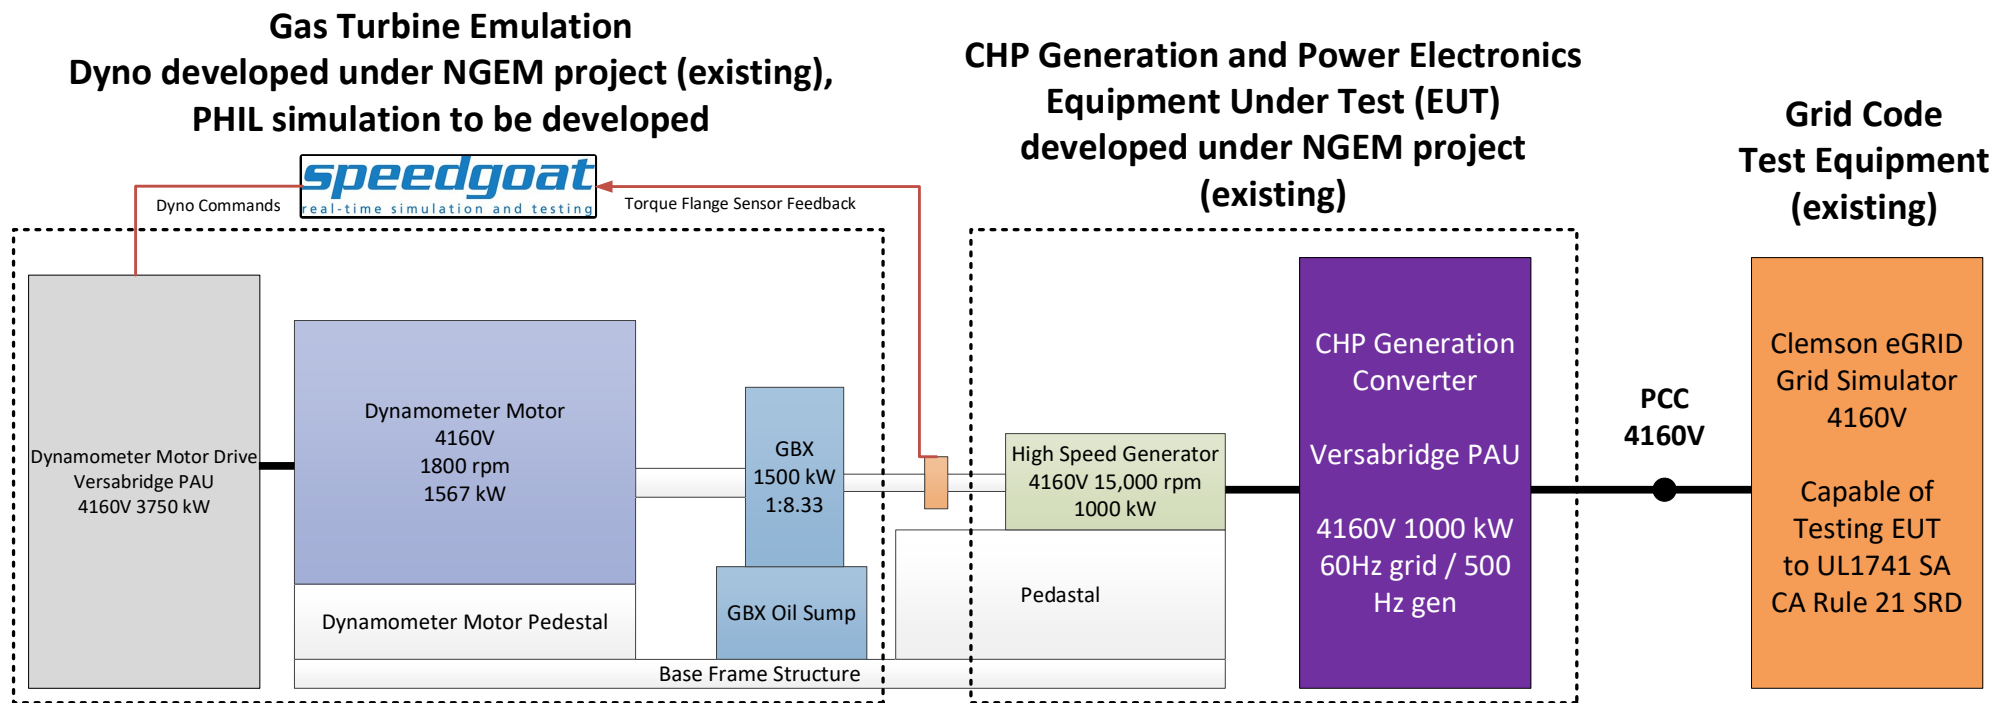 Gas Turbine Emulation
Dyno developed under NGEM project (existing),
PHIL simulation to be developed
CHP Generation and Power Electronics
Equipment Under Test (EUT)
developed under NGEM project
(existing)
Grid Code
Test Equipment
(existing)
speedgoat
real-time simulation and testing
Dyno Commands
Torque Flange Sensor Feedback
Dynamometer Motor Drive
Versabridge PAU
4160V 3750 kW
Dynamometer Motor
4160V
1800 rpm
1567 kW
Dynamometer Motor Pedestal
GBX
1500 kW
1:8.33
GBX Oil Sump
Base Frame Structure
High Speed Generator
4160V 15,000 rpm
1000 kW
Pedastal
CHP Generation
Converter
Versabridge PAU
4160V 1000 kW
60Hz grid / 500
Hz gen
PCC
4160V
Clemson eGRID
Grid Simulator
4160V
Capable of
Testing EUT
to UL1741 SA
CA Rule 21 SRD